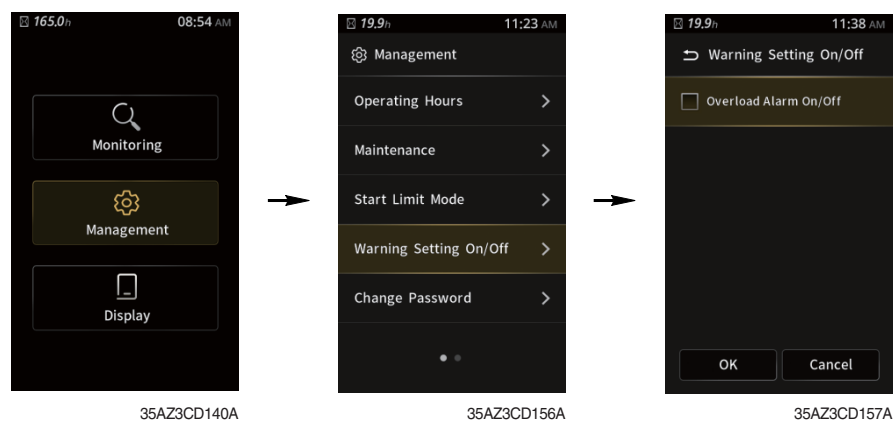 165.0h 08:54 AM
Monitoring
Management
Display
35AZ3CD140A
19.9h 11:23 AM
Management
Operating Hours
Maintenance
Start Limit Mode
Warning Setting On/Off
Change Password
35AZ3CD156A
19.9h 11:38 AM
Warning Setting On/Off
Overload Alarm On/Off
OK Cancel
35AZ3CD157A